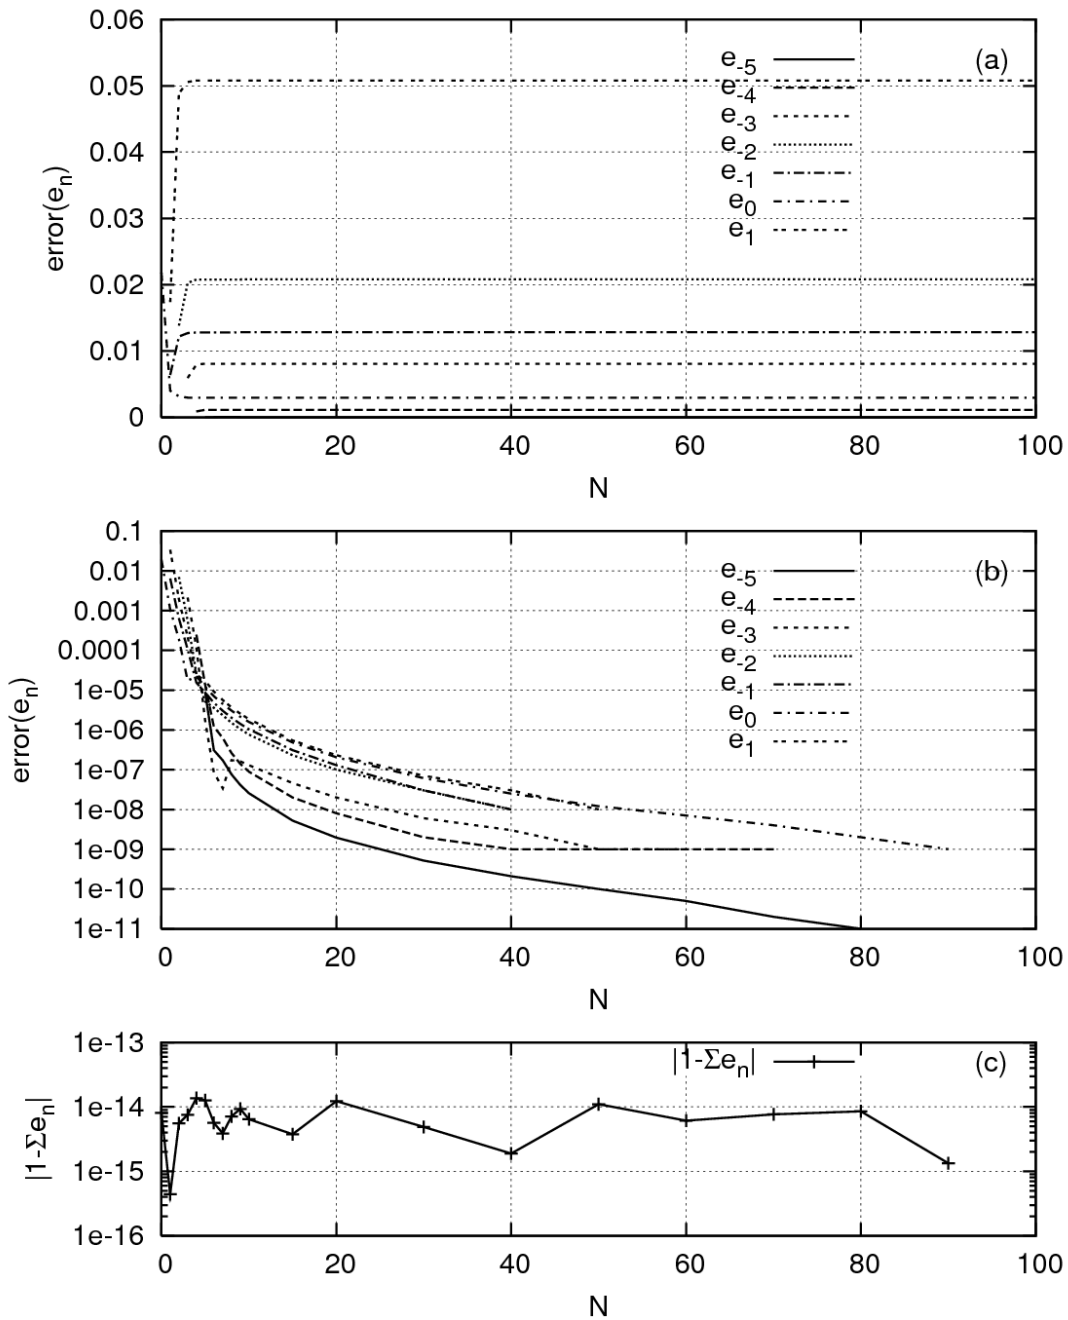 0.06
0.05
0.04
0.03
0.02
0.01
0
error(e_n)
(a)
e_-5
e_-4
e_-3
e_-2
e_-1
e_0
e_1
0 20 40 60 80 100
N
0.1
0.01
0.001
0.0001
1e-05
1e-06
1e-07
1e-08
1e-09
1e-10
1e-11
error(e_n)
(b)
e_-5
e_-4
e_-3
e_-2
e_-1
e_0
e_1
0 20 40 60 80 100
N
1e-13
1e-14
1e-15
1e-16
|1-Σe_n|
|1-Σe_n|
(c)
0 20 40 60 80 100
N